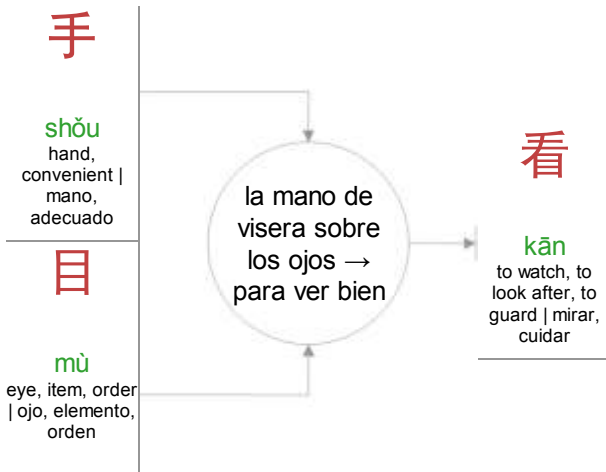 手
shǒu
hand,
convenient |
mano,
adecuado
目
mù
eye, item, order
| ojo, elemento,
orden
la mano de
visera sobre
los ojos →
para ver bien
看
kān
to watch, to
look after, to
guard | mirar,
cuidar